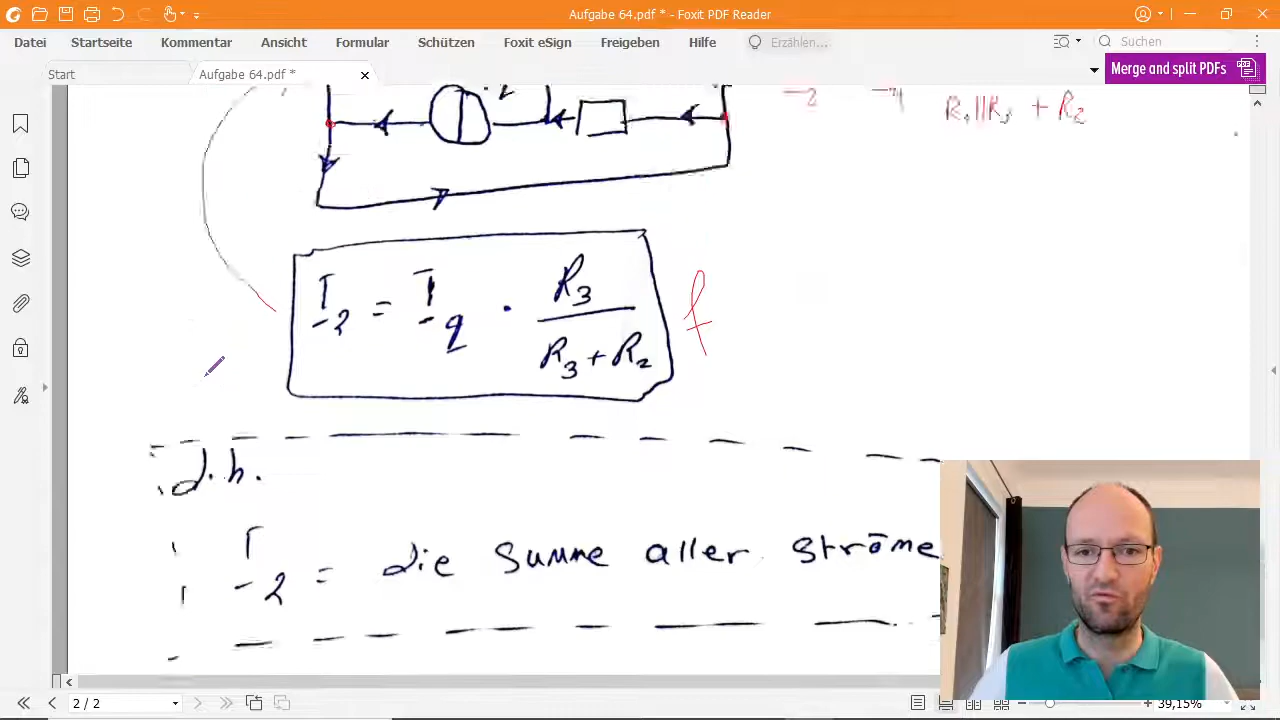 Aufgabe 64.pdf * - Foxit PDF Reader
Datei Startseite Kommentar Ansicht Formular Schützen Foxit eSign Freigeben Hilfe Erzählen... Suchen
Start Aufgabe 64.pdf * Merge and split PDFs
R₁||R₃ + R₂
I₂ = I_q · R₃ / (R₃ + R₂) f
d.h.
I₂ = die Summe aller Ströme
2 / 2 39,15%